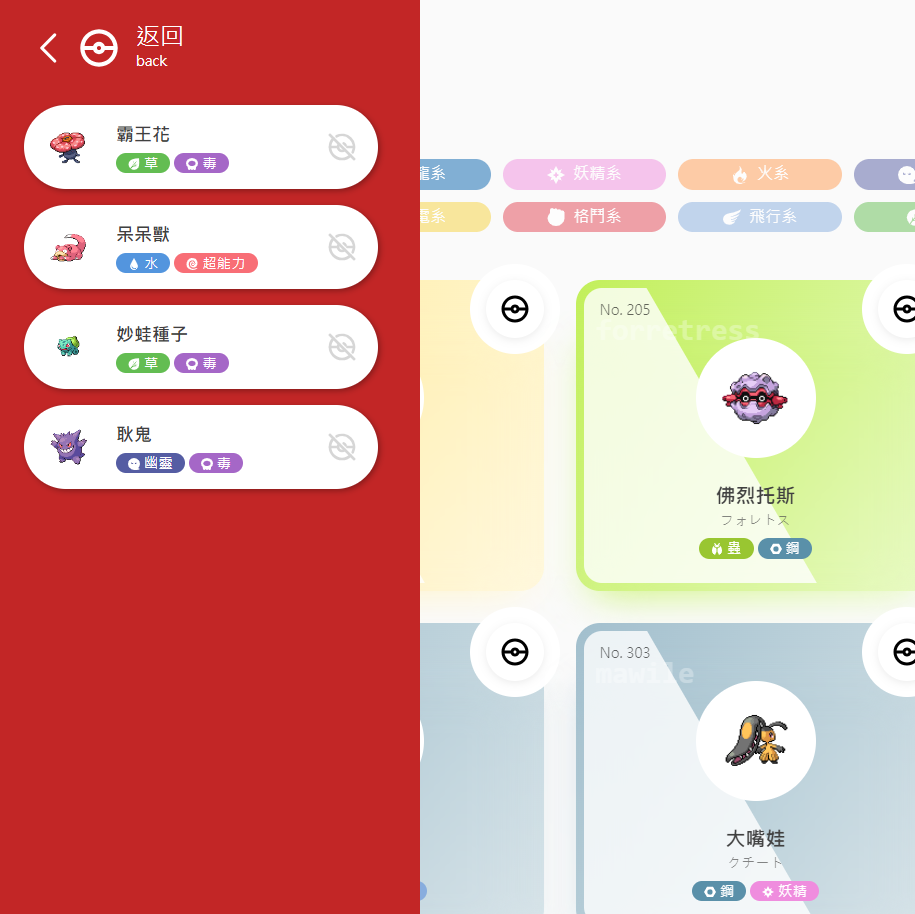 返回
back
霸王花
草 毒
呆呆獸
水 超能力
妙蛙種子
草 毒
耿鬼
幽靈 毒
龍系 妖精系 火系
系 格鬥系 飛行系
No. 205
forretress
佛烈托斯
フォレトス
蟲 鋼
No. 303
mawile
大嘴娃
クチート
鋼 妖精